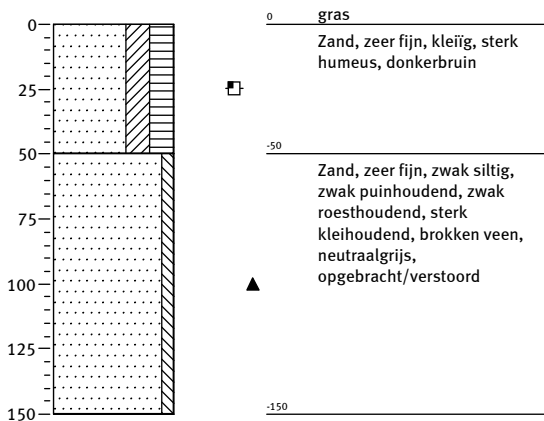 0
25
50
75
100
125
150
0
gras
Zand, zeer fijn, kleiïg, sterk
humeus, donkerbruin
-50
Zand, zeer fijn, zwak siltig,
zwak puinhoudend, zwak
roesthoudend, sterk
kleihoudend, brokken veen,
neutraalgrijs,
opgebracht/verstoord
-150